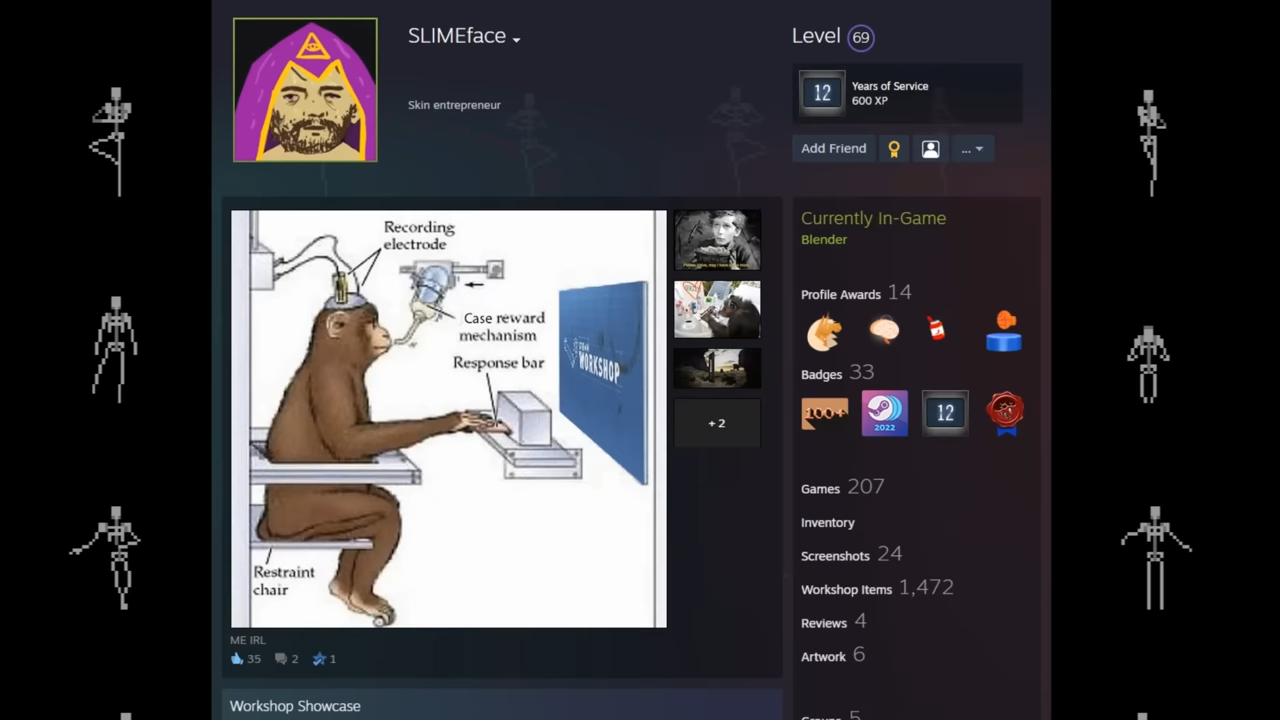 SLIMEface
Skin entrepreneur
Level 69
12
Years of Service
600 XP
Add Friend
...
Recording
electrode
Case reward
mechanism
Response bar
WORKSHOP
Restraint
chair
+ 2
ME IRL
35
2
1
Workshop Showcase
Currently In-Game
Blender
Profile Awards 14
Badges 33
100+
2022
12
Games 207
Inventory
Screenshots 24
Workshop Items 1,472
Reviews 4
Artwork 6
Groups 5